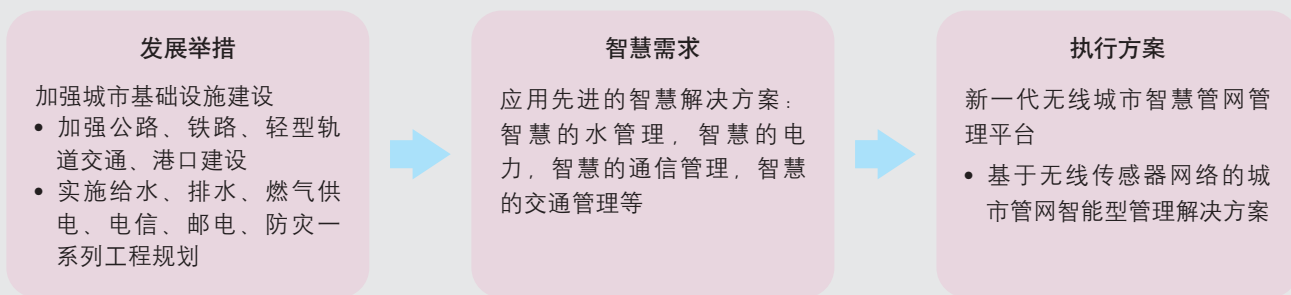 发展举措
加强城市基础设施建设
• 加强公路、铁路、轻型轨
道交通、港口建设
• 实施给水、排水、燃气供
电、电信、邮电、防灾一
系列工程规划
智慧需求
应用先进的智慧解决方案：
智慧的水管理，智慧的电
力，智慧的通信管理，智慧
的交通管理等
执行方案
新一代无线城市智慧管网管
理平台
• 基于无线传感器网络的城
市管网智能型管理解决方案